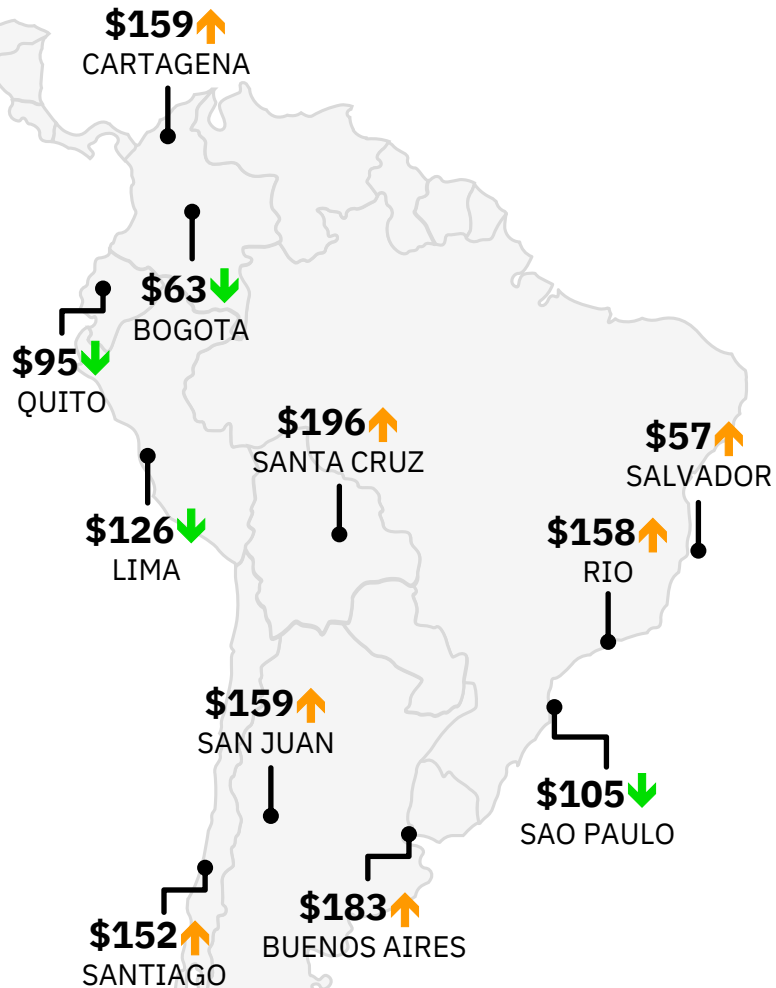 $159
CARTAGENA
$63
BOGOTA
$95
QUITO
$196
SANTA CRUZ
$57
SALVADOR
$126
LIMA
$158
RIO
$159
SAN JUAN
$105
SAO PAULO
$183
BUENOS AIRES
$152
SANTIAGO